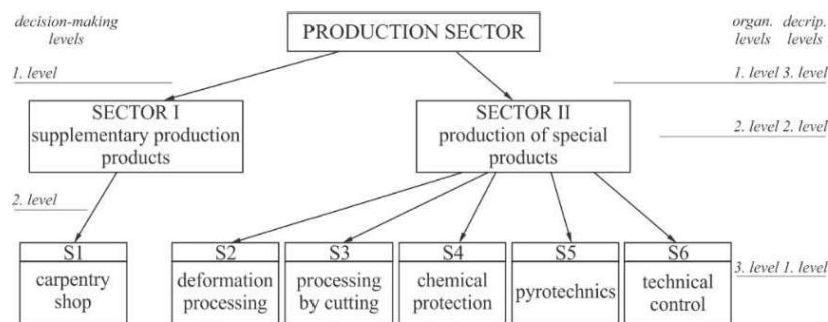 decision-making
levels
PRODUCTION SECTOR
organ. decrip.
levels levels
1. level
1. level 3. level
SECTOR I
supplementary production
products
SECTOR II
production of special
products
2. level 2. level
2. level
S1
carpentry
shop
S2
deformation
processing
S3
processing
by cutting
S4
chemical
protection
S5
pyrotechnics
S6
technical
control
3. level 1. level